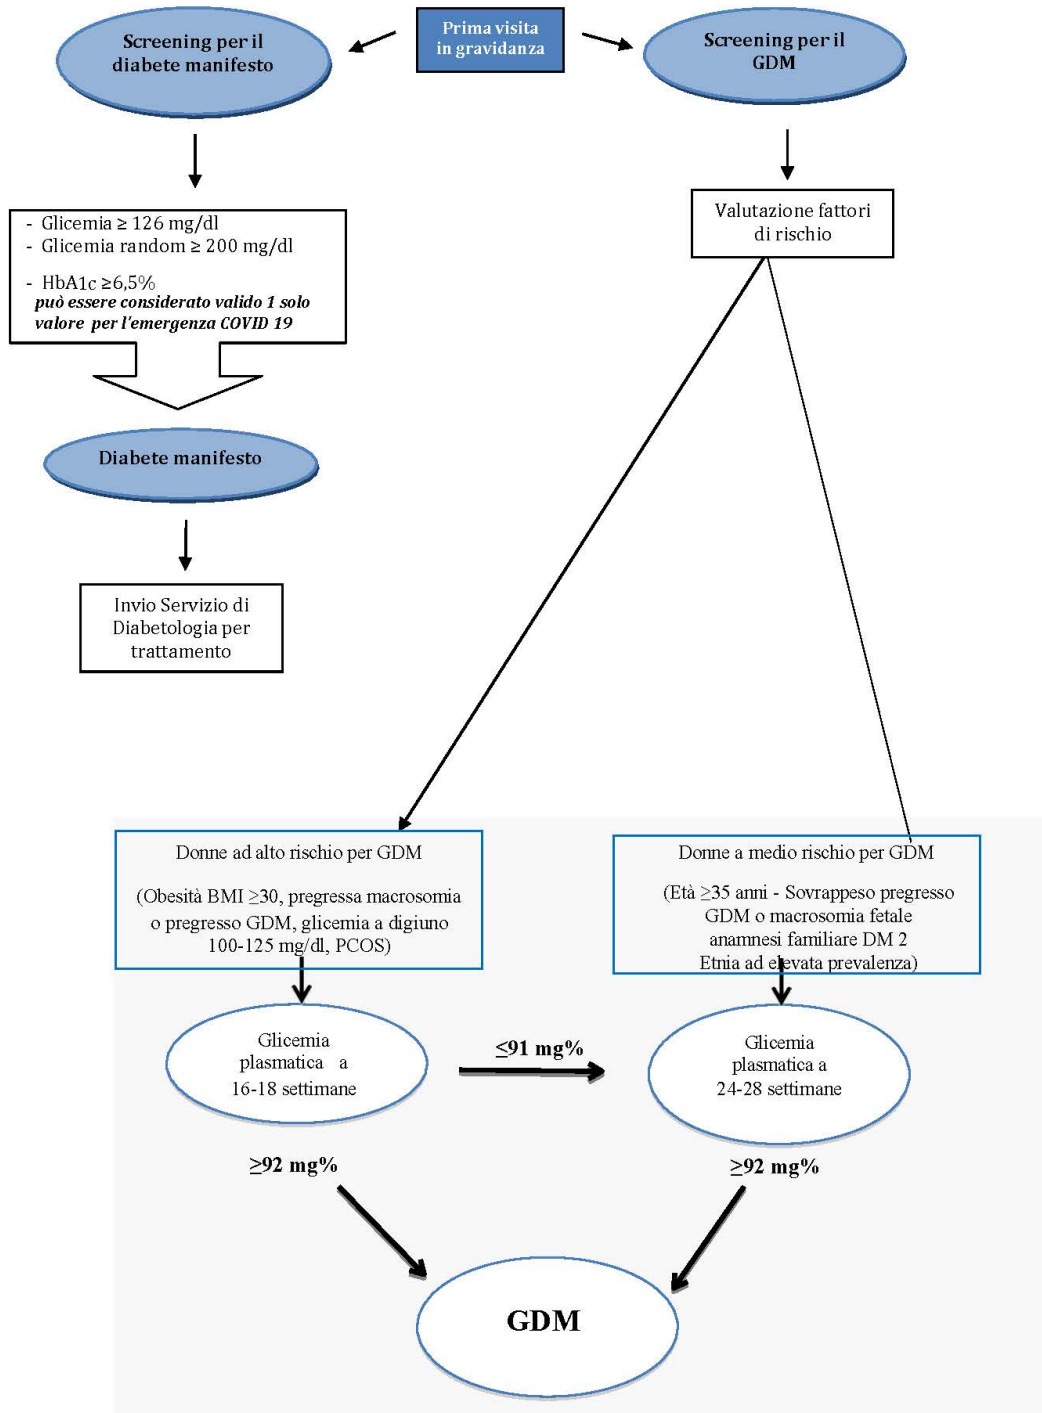 Prima visita
in gravidanza
Screening per il
diabete manifesto
Screening per il
GDM
- Glicemia ≥ 126 mg/dl
- Glicemia random ≥ 200 mg/dl
- HbA1c ≥6,5%
può essere considerato valido 1 solo
valore per l'emergenza COVID 19
Valutazione fattori
di rischio
Diabete manifesto
Invio Servizio di
Diabetologia per
trattamento
Donne ad alto rischio per GDM
(Obesità BMI ≥30, pregressa macrosomia
o pregresso GDM, glicemia a digiuno
100-125 mg/dl, PCOS)
Donne a medio rischio per GDM
(Età ≥35 anni - Sovrappeso pregresso
GDM o macrosomia fetale
anamnesi familiare DM 2
Etnia ad elevata prevalenza)
Glicemia
plasmatica a
16-18 settimane
≤91 mg%
Glicemia
plasmatica a
24-28 settimane
≥92 mg%
≥92 mg%
GDM